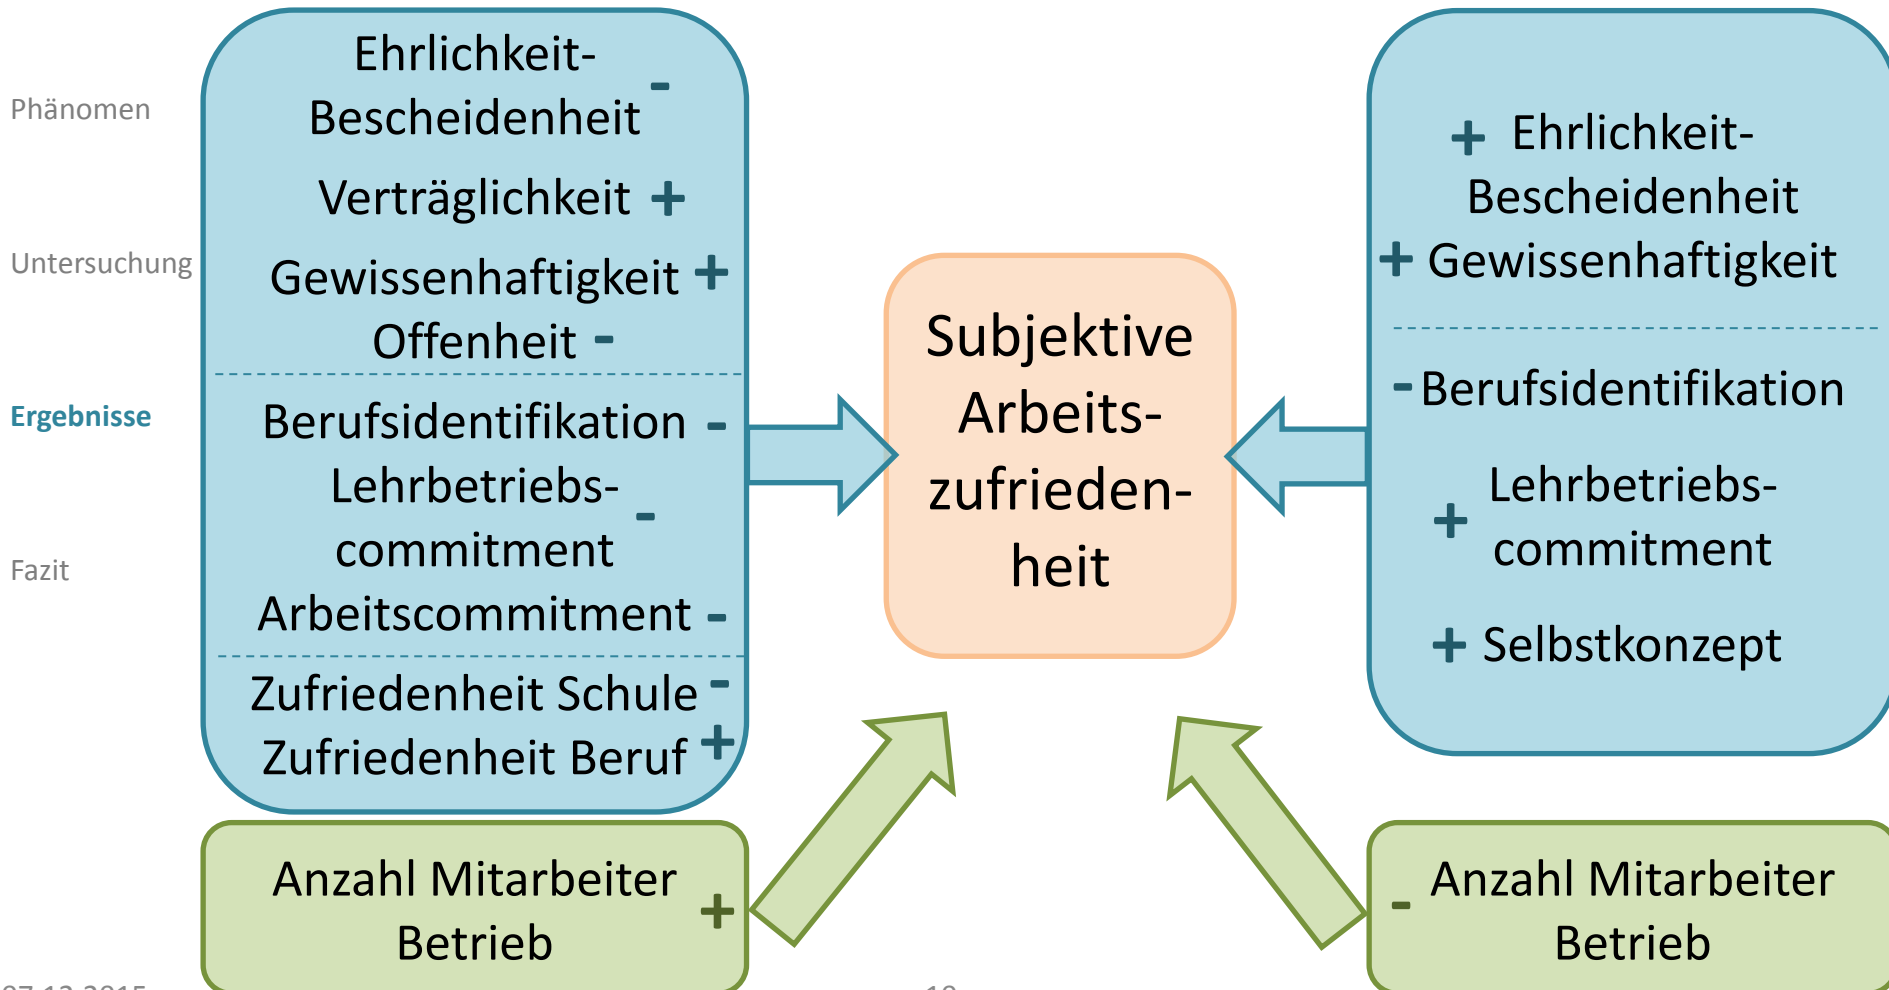 Phänomen
Untersuchung
Ergebnisse
Fazit
Ehrlichkeit-
Bescheidenheit -
Verträglichkeit +
Gewissenhaftigkeit +
Offenheit -
Berufsidentifikation -
Lehrbetriebs-
commitment -
Arbeitscommitment -
Zufriedenheit Schule -
Zufriedenheit Beruf +
Anzahl Mitarbeiter
Betrieb +
Subjektive
Arbeits-
zufrieden-
heit
+ Ehrlichkeit-
Bescheidenheit
+ Gewissenhaftigkeit
- Berufsidentifikation
+ Lehrbetriebs-
commitment
+ Selbstkonzept
- Anzahl Mitarbeiter
Betrieb